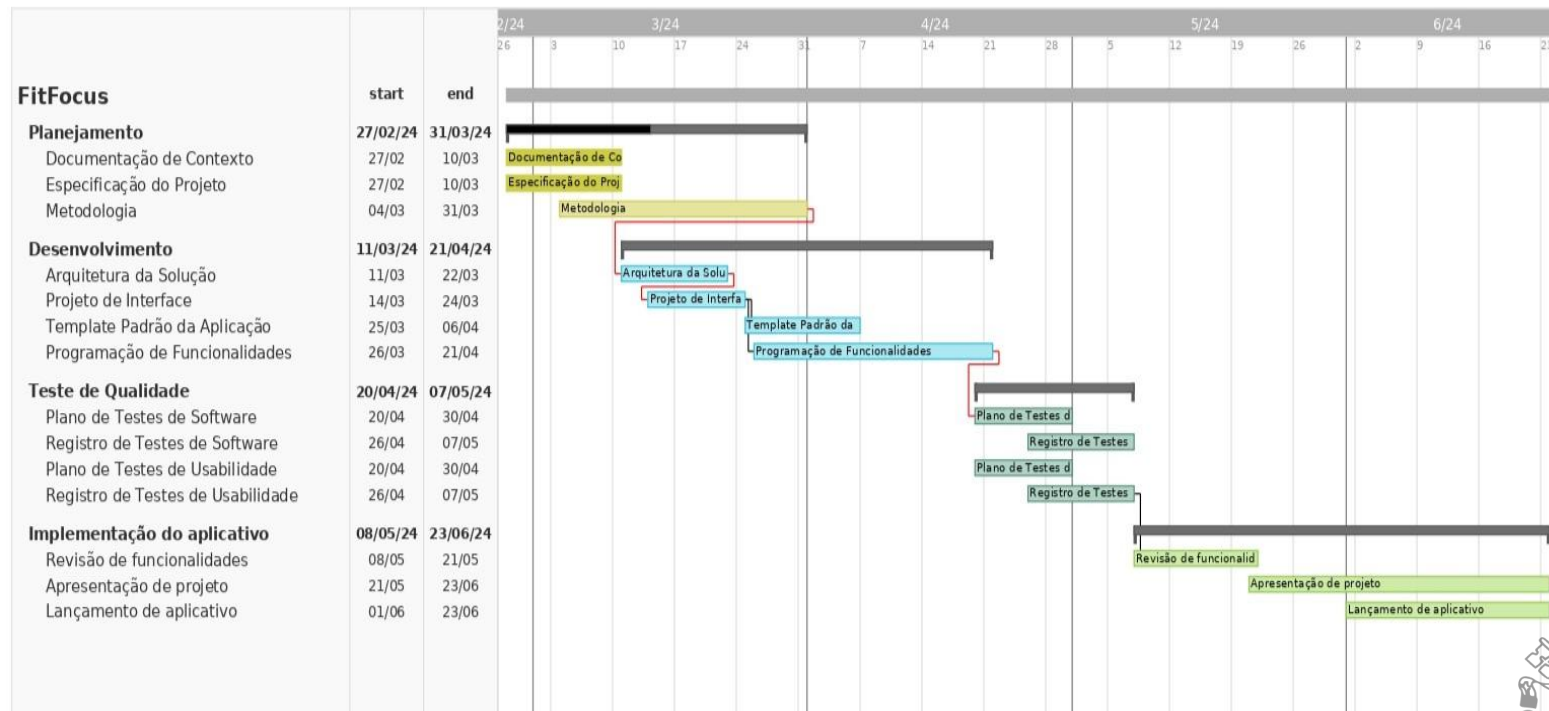 2/24 3/24 4/24 5/24 6/24
26 3 10 17 24 31 7 14 21 28 5 12 19 26 2 9 16
FitFocus start end
Planejamento 27/02/24 31/03/24
Documentação de Contexto 27/02 10/03 Documentação de Co
Especificação do Projeto 27/02 10/03 Especificação do Proj
Metodologia 04/03 31/03 Metodologia
Desenvolvimento 11/03/24 21/04/24
Arquitetura da Solução 11/03 22/03 Arquitetura da Solu
Projeto de Interface 14/03 24/03 Projeto de Interfa
Template Padrão da Aplicação 25/03 06/04 Template Padrão da
Programação de Funcionalidades 26/03 21/04 Programação de Funcionalidades
Teste de Qualidade 20/04/24 07/05/24
Plano de Testes de Software 20/04 30/04 Plano de Testes d
Registro de Testes de Software 26/04 07/05 Registro de Testes
Plano de Testes de Usabilidade 20/04 30/04 Plano de Testes d
Registro de Testes de Usabilidade 26/04 07/05 Registro de Testes
Implementação do aplicativo 08/05/24 23/06/24
Revisão de funcionalidades 08/05 21/05 Revisão de funcionalid
Apresentação de projeto 21/05 23/06 Apresentação de projeto
Lançamento de aplicativo 01/06 23/06 Lançamento de aplicativo